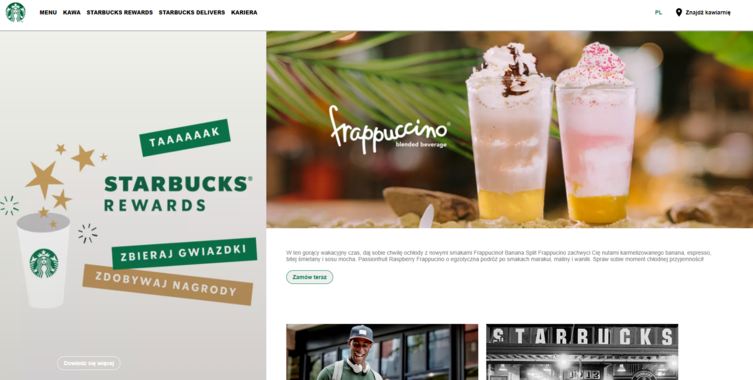 MENU KAWA STARBUCKS REWARDS STARBUCKS DELIVERS KARIERA
PL
Znajdź kawiarnię
TAAAAAAK
STARBUCKS®
REWARDS
ZBIERAJ GWIAZDKI
ZDOBYWAJ NAGRODY
Dowiedz się więcej
frappuccino®
blended beverage
W ten gorący wakacyjny czas, daj sobie chwilę ochłody z nowymi smakami Frappucino! Banana Split Frappucino zachwyci Cię nutami karmelizowanego banana, espresso,
bitej śmietany i sosu mocha. Passionfruit Raspberry Frappucino o egzotyczna podróż po smakach marakui, maliny i wanilii. Spraw sobie moment chłodnej przyjemności!
Zamów teraz
STARBUCKS